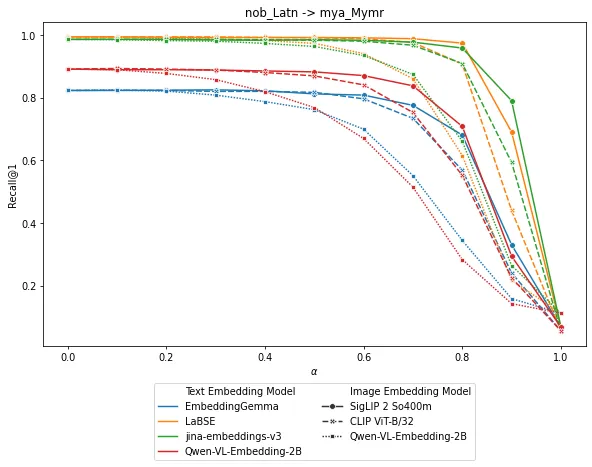 nob_Latn -> mya_Mymr
Recall@1
1.0
0.8
0.6
0.4
0.2
0.0 0.2 0.4 0.6 0.8 1.0
α
Text Embedding Model
EmbeddingGemma
LaBSE
jina-embeddings-v3
Qwen-VL-Embedding-2B
Image Embedding Model
SigLIP 2 So400m
CLIP ViT-B/32
Qwen-VL-Embedding-2B